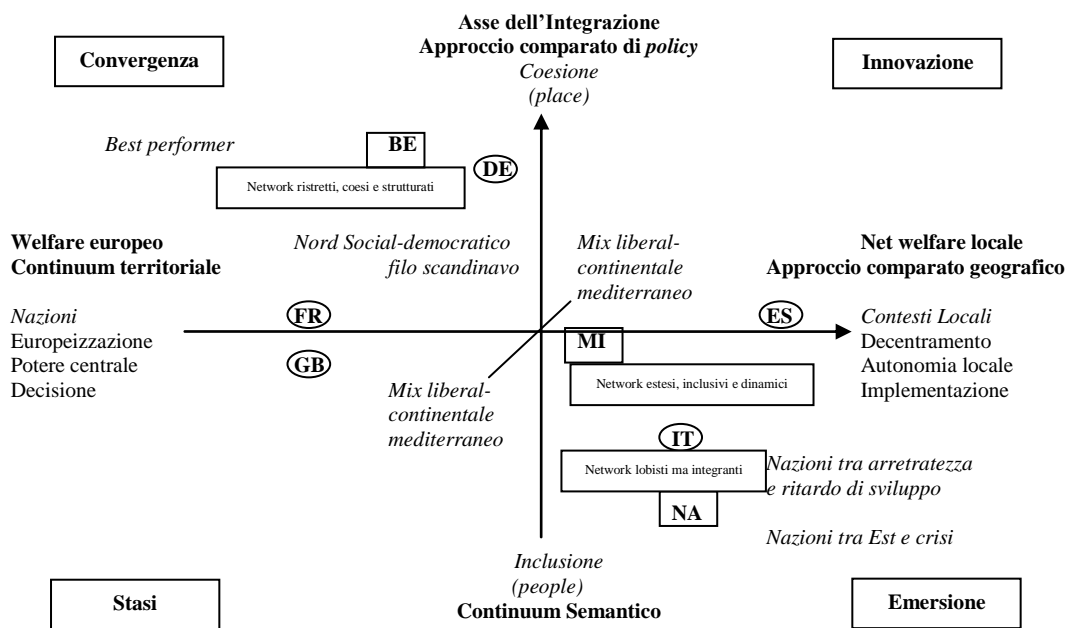 Asse dell'Integrazione
Approccio comparato di policy
Coesione
(place)
Convergenza
Innovazione
Best performer
BE
DE
Network ristretti, coesi e strutturati
Welfare europeo
Continuum territoriale
Nord Social-democratico
filo scandinavo
Mix liberal-
continentale
mediterraneo
Net welfare locale
Approccio comparato geografico
Nazioni
Europeizzazione
Potere centrale
Decisione
FR
GB
ES
MI
Contesti Locali
Decentramento
Autonomia locale
Implementazione
Network estesi, inclusivi e dinamici
Mix liberal-
continentale
mediterraneo
IT
Network lobisti ma integranti
NA
Nazioni tra arretratezza
e ritardo di sviluppo
Nazioni tra Est e crisi
Inclusione
(people)
Continuum Semantico
Stasi
Emersione